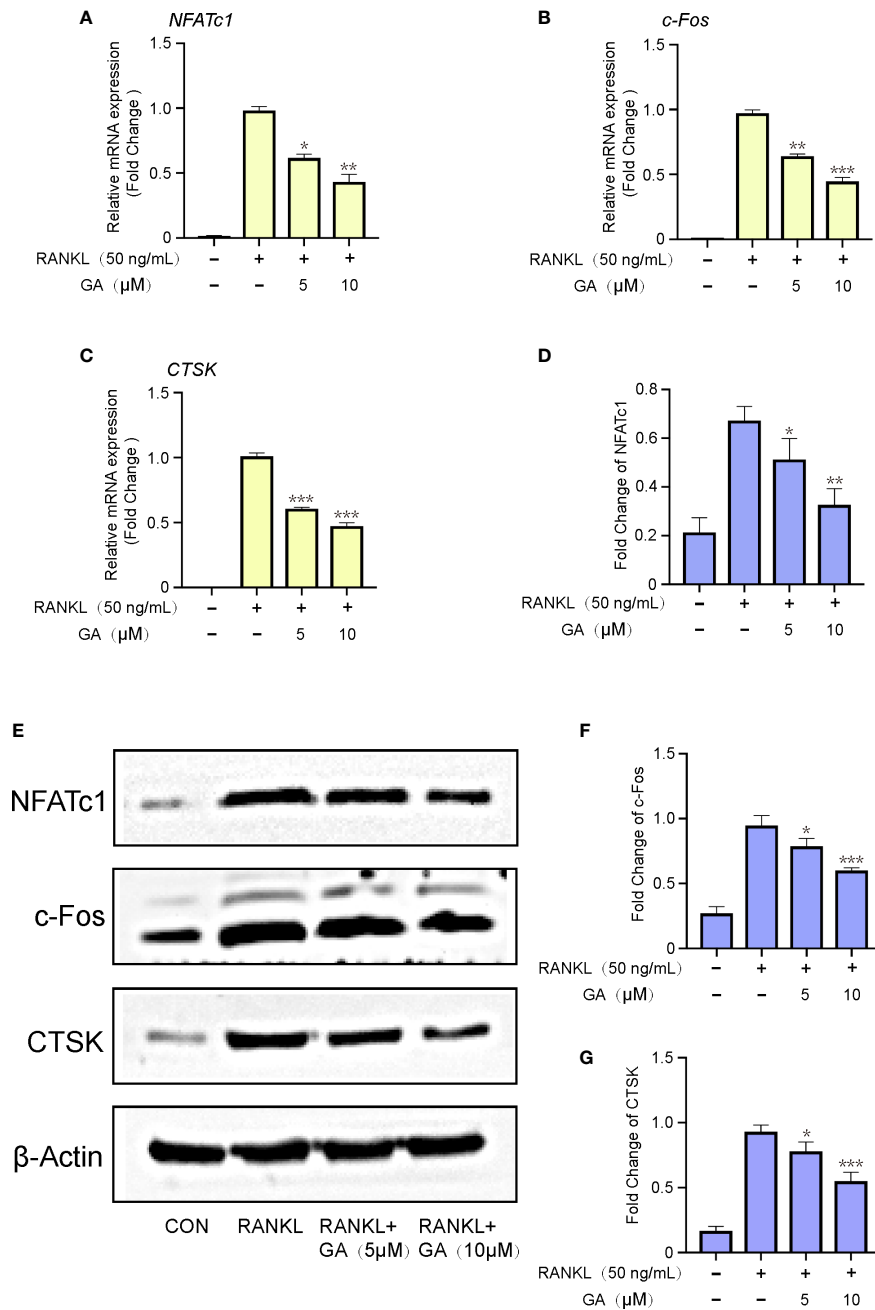 A
NFATc1
Relative mRNA expression
(Fold Change )
1.5
1.0
0.5
0
*
**
RANKL（50 ng/mL） − + + +
GA（μM） − − 5 10
B
c-Fos
Relative mRNA expression
(Fold Change )
1.5
1.0
0.5
0
**
***
RANKL（50 ng/mL） − + + +
GA（μM） − − 5 10
C
CTSK
Relative mRNA expression
(Fold Change )
1.5
1.0
0.5
0
***
***
RANKL（50 ng/mL） − + + +
GA（μM） − − 5 10
D
Fold Change of NFATc1
0.8
0.6
0.4
0.2
0
*
**
RANKL（50 ng/mL） − + + +
GA（μM） − − 5 10
E
NFATc1
c-Fos
CTSK
β-Actin
CON RANKL RANKL+ RANKL+
GA（5μM） GA（10μM）
F
Fold Change of c-Fos
1.5
1.0
0.5
0
*
***
RANKL（50 ng/mL） − + + +
GA（μM） − − 5 10
G
Fold Change of CTSK
1.5
1.0
0.5
0
*
***
RANKL（50 ng/mL） − + + +
GA（μM） − − 5 10